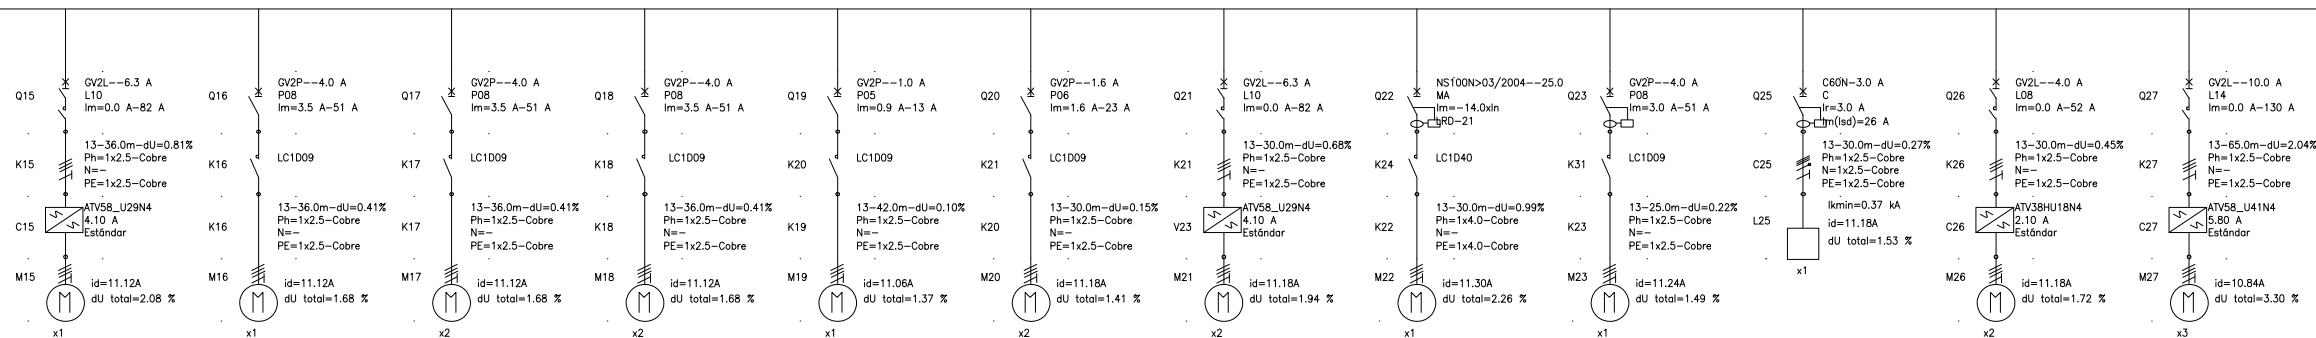 Q15
GV2L--6.3 A
L10
Im=0.0 A-82 A
K15
13-36.0m-dU=0.81%
Ph=1x2.5-Cobre
N=-
PE=1x2.5-Cobre
C15
ATV58_U29N4
4.10 A
Estándar
M15
id=11.12A
dU total=2.08 %
M
x1
Q16
GV2P--4.0 A
P08
Im=3.5 A-51 A
K16
LC1D09
K16
13-36.0m-dU=0.41%
Ph=1x2.5-Cobre
N=-
PE=1x2.5-Cobre
M16
id=11.12A
dU total=1.68 %
M
x1
Q17
GV2P--4.0 A
P08
Im=3.5 A-51 A
K17
LC1D09
K17
13-36.0m-dU=0.41%
Ph=1x2.5-Cobre
N=-
PE=1x2.5-Cobre
M17
id=11.12A
dU total=1.68 %
M
x2
Q18
GV2P--4.0 A
P08
Im=3.5 A-51 A
K18
LC1D09
K18
13-36.0m-dU=0.41%
Ph=1x2.5-Cobre
N=-
PE=1x2.5-Cobre
M18
id=11.12A
dU total=1.68 %
M
x2
Q19
GV2P--1.0 A
P05
Im=0.9 A-13 A
K20
LC1D09
K19
13-42.0m-dU=0.10%
Ph=1x2.5-Cobre
N=-
PE=1x2.5-Cobre
M19
id=11.06A
dU total=1.37 %
M
x1
Q20
GV2P--1.6 A
P06
Im=1.6 A-23 A
K21
LC1D09
K20
13-30.0m-dU=0.15%
Ph=1x2.5-Cobre
N=-
PE=1x2.5-Cobre
M20
id=11.18A
dU total=1.41 %
M
x2
Q21
GV2L--6.3 A
L10
Im=0.0 A-82 A
K21
13-30.0m-dU=0.68%
Ph=1x2.5-Cobre
N=-
PE=1x2.5-Cobre
V23
ATV58_U29N4
4.10 A
Estándar
M21
id=11.18A
dU total=1.94 %
M
x2
Q22
NS100N>03/2004--25.0
MA
Im=-14.0xIn
LRD-21
K24
LC1D40
K22
13-30.0m-dU=0.99%
Ph=1x4.0-Cobre
N=-
PE=1x4.0-Cobre
M22
id=11.30A
dU total=2.26 %
M
x1
Q23
GV2P--4.0 A
P08
Im=3.0 A-51 A
K31
LC1D09
K23
13-25.0m-dU=0.22%
Ph=1x2.5-Cobre
N=-
PE=1x2.5-Cobre
M23
id=11.24A
dU total=1.49 %
M
x1
Q25
C60N-3.0 A
C
Ir=3.0 A
Im(Isd)=26 A
C25
13-30.0m-dU=0.27%
Ph=1x2.5-Cobre
N=1x2.5-Cobre
PE=1x2.5-Cobre
L25
Ikmin=0.37 kA
id=11.18A
dU total=1.53 %
x1
Q26
GV2L--4.0 A
L08
Im=0.0 A-52 A
K26
13-30.0m-dU=0.45%
Ph=1x2.5-Cobre
N=-
PE=1x2.5-Cobre
C26
ATV38HU18N4
2.10 A
Estándar
M26
id=11.18A
dU total=1.72 %
M
x2
Q27
GV2L--10.0 A
L14
Im=0.0 A-130 A
K27
13-65.0m-dU=2.04%
Ph=1x2.5-Cobre
N=-
PE=1x2.5-Cobre
C27
ATV58_U41N4
5.80 A
Estándar
M27
id=10.84A
dU total=3.30 %
M
x3